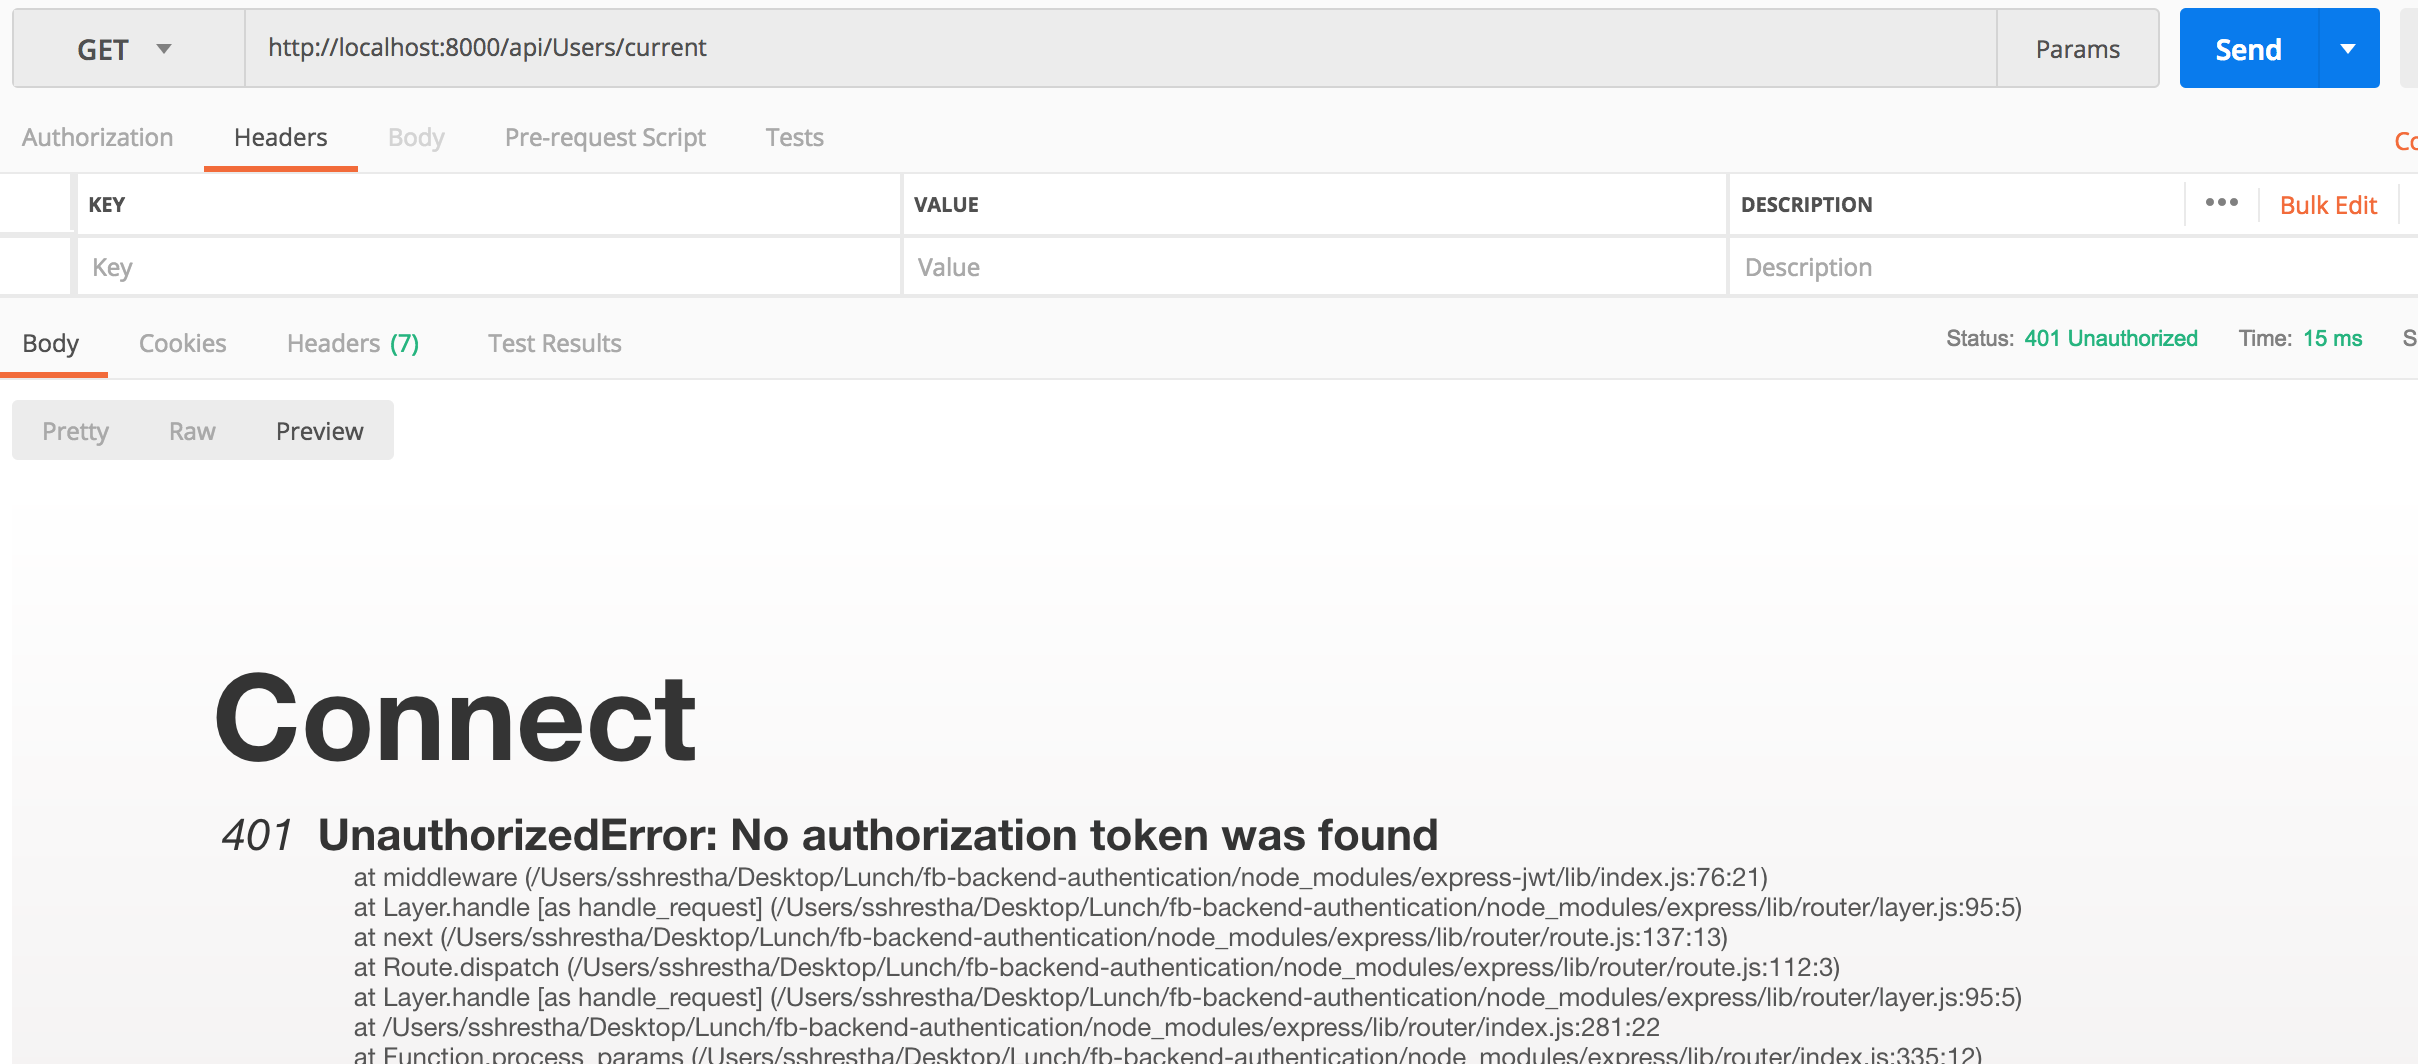 GET http://localhost:8000/api/Users/current Params Send
Authorization Headers Body Pre-request Script Tests
KEY VALUE DESCRIPTION ••• Bulk Edit
Key Value Description
Body Cookies Headers (7) Test Results Status: 401 Unauthorized Time: 15 ms
Pretty Raw Preview
Connect
401 UnauthorizedError: No authorization token was found
at middleware (/Users/sshrestha/Desktop/Lunch/fb-backend-authentication/node_modules/express-jwt/lib/index.js:76:21)
at Layer.handle [as handle_request] (/Users/sshrestha/Desktop/Lunch/fb-backend-authentication/node_modules/express/lib/router/layer.js:95:5)
at next (/Users/sshrestha/Desktop/Lunch/fb-backend-authentication/node_modules/express/lib/router/route.js:137:13)
at Route.dispatch (/Users/sshrestha/Desktop/Lunch/fb-backend-authentication/node_modules/express/lib/router/route.js:112:3)
at Layer.handle [as handle_request] (/Users/sshrestha/Desktop/Lunch/fb-backend-authentication/node_modules/express/lib/router/layer.js:95:5)
at /Users/sshrestha/Desktop/Lunch/fb-backend-authentication/node_modules/express/lib/router/index.js:281:22
at Function.process_params (/Users/sshrestha/Desktop/Lunch/fb-backend-authentication/node_modules/express/lib/router/index.js:335:12)